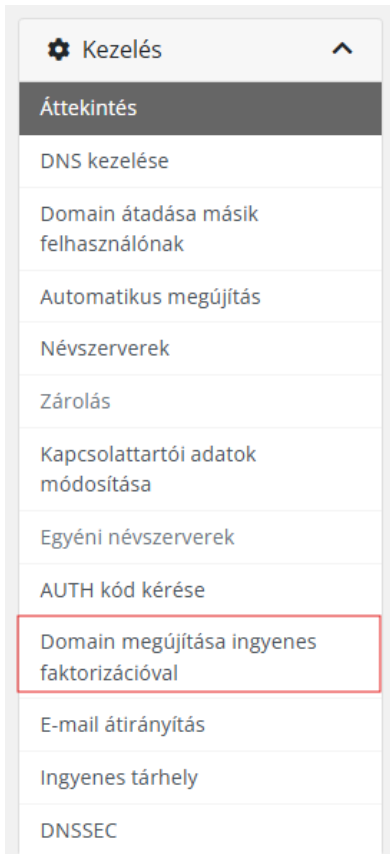 Kezelés
Áttekintés
DNS kezelése
Domain átadása másik
felhasználónak
Automatikus megújítás
Névszerverek
Zárolás
Kapcsolattartói adatok
módosítása
Egyéni névszerverek
AUTH kód kérése
Domain megújítása ingyenes
faktorizációval
E-mail átirányítás
Ingyenes tárhely
DNSSEC